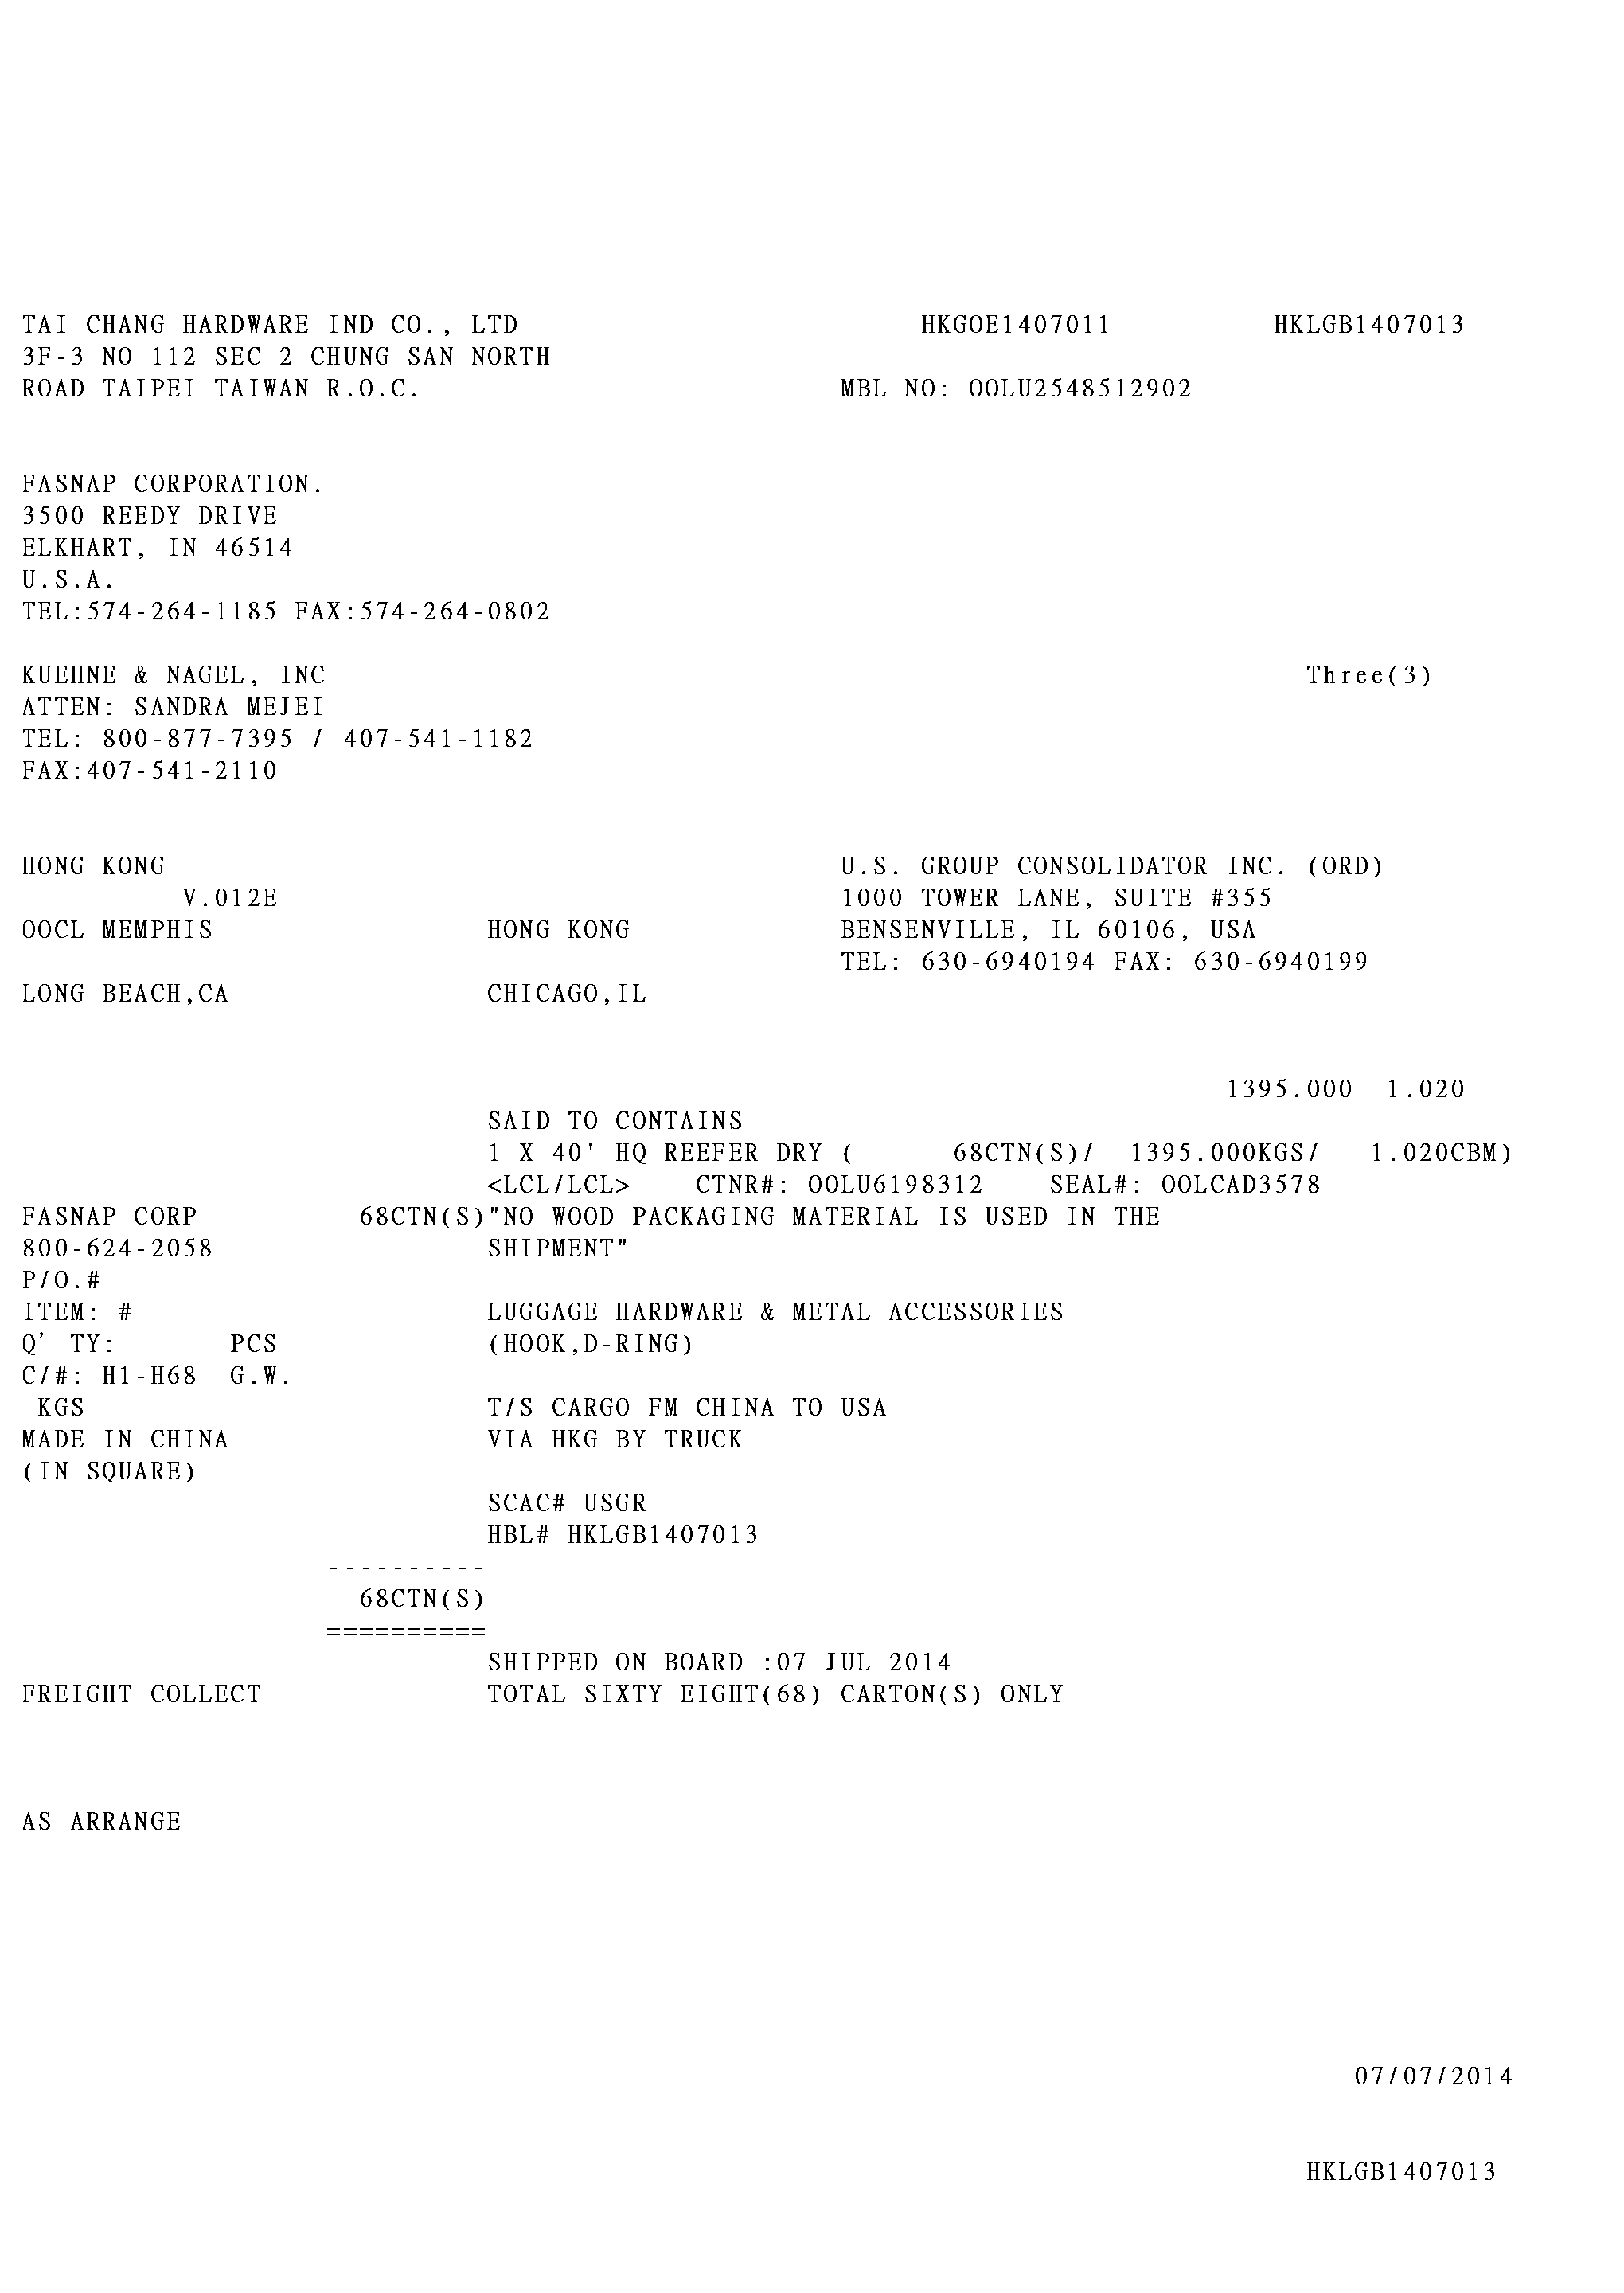 TAI CHANG HARDWARE IND CO., LTD HKGOE1407011 HKLGB1407013
3F-3 NO 112 SEC 2 CHUNG SAN NORTH
ROAD TAIPEI TAIWAN R.O.C. MBL NO: OOLU2548512902
FASNAP CORPORATION.
3500 REEDY DRIVE
ELKHART, IN 46514
U.S.A.
TEL:574-264-1185 FAX:574-264-0802
KUEHNE & NAGEL, INC Three(3)
ATTEN: SANDRA MEJEI
TEL: 800-877-7395 / 407-541-1182
FAX:407-541-2110
HONG KONG U.S. GROUP CONSOLIDATOR INC. (ORD)
V.012E 1000 TOWER LANE, SUITE #355
OOCL MEMPHIS HONG KONG BENSENVILLE, IL 60106, USA
TEL: 630-6940194 FAX: 630-6940199
LONG BEACH,CA CHICAGO,IL
1395.000 1.020
SAID TO CONTAINS
1 X 40' HQ REEFER DRY ( 68CTN(S)/ 1395.000KGS/ 1.020CBM)
<LCL/LCL> CTNR#: OOLU6198312 SEAL#: OOLCAD3578
FASNAP CORP 68CTN(S)"NO WOOD PACKAGING MATERIAL IS USED IN THE
800-624-2058 SHIPMENT"
P/O.#
ITEM: # LUGGAGE HARDWARE & METAL ACCESSORIES
Q' TY: PCS (HOOK,D-RING)
C/#: H1-H68 G.W.
KGS T/S CARGO FM CHINA TO USA
MADE IN CHINA VIA HKG BY TRUCK
(IN SQUARE)
SCAC# USGR
HBL# HKLGB1407013
----------
68CTN(S)
==========
SHIPPED ON BOARD :07 JUL 2014
FREIGHT COLLECT TOTAL SIXTY EIGHT(68) CARTON(S) ONLY
AS ARRANGE
07/07/2014
HKLGB1407013